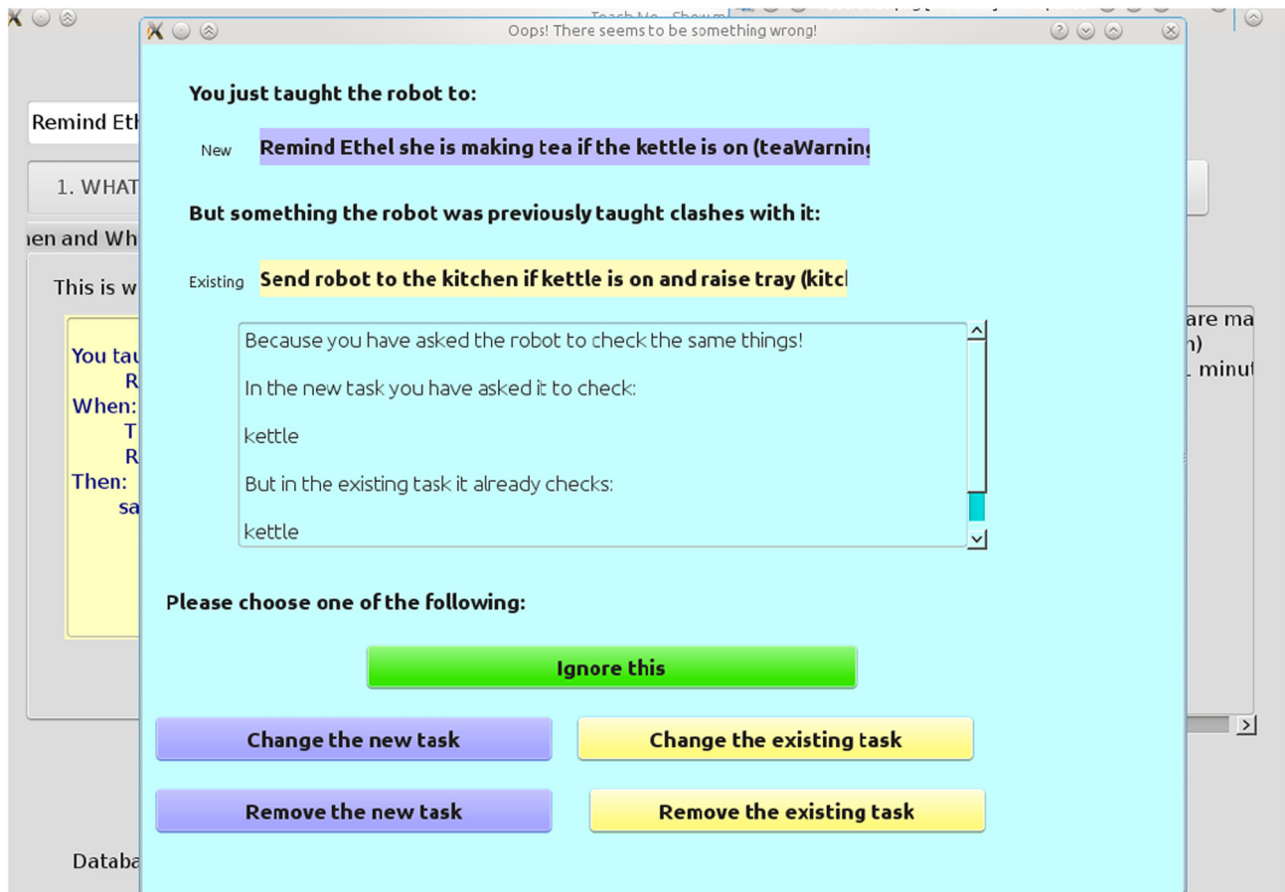 Oops! There seems to be something wrong!
You just taught the robot to:
New
Remind Ethel she is making tea if the kettle is on (teaWarning
But something the robot was previously taught clashes with it:
Existing
Send robot to the kitchen if kettle is on and raise tray (kitc
Because you have asked the robot to check the same things!
In the new task you have asked it to check:
kettle
But in the existing task it already checks:
kettle
Please choose one of the following:
Ignore this
Change the new task
Change the existing task
Remove the new task
Remove the existing task
Remind Eth
1. WHAT
en and Wh
This is w
You tau
R
When:
T
R
Then:
sa
Databa
are ma
n)
minut